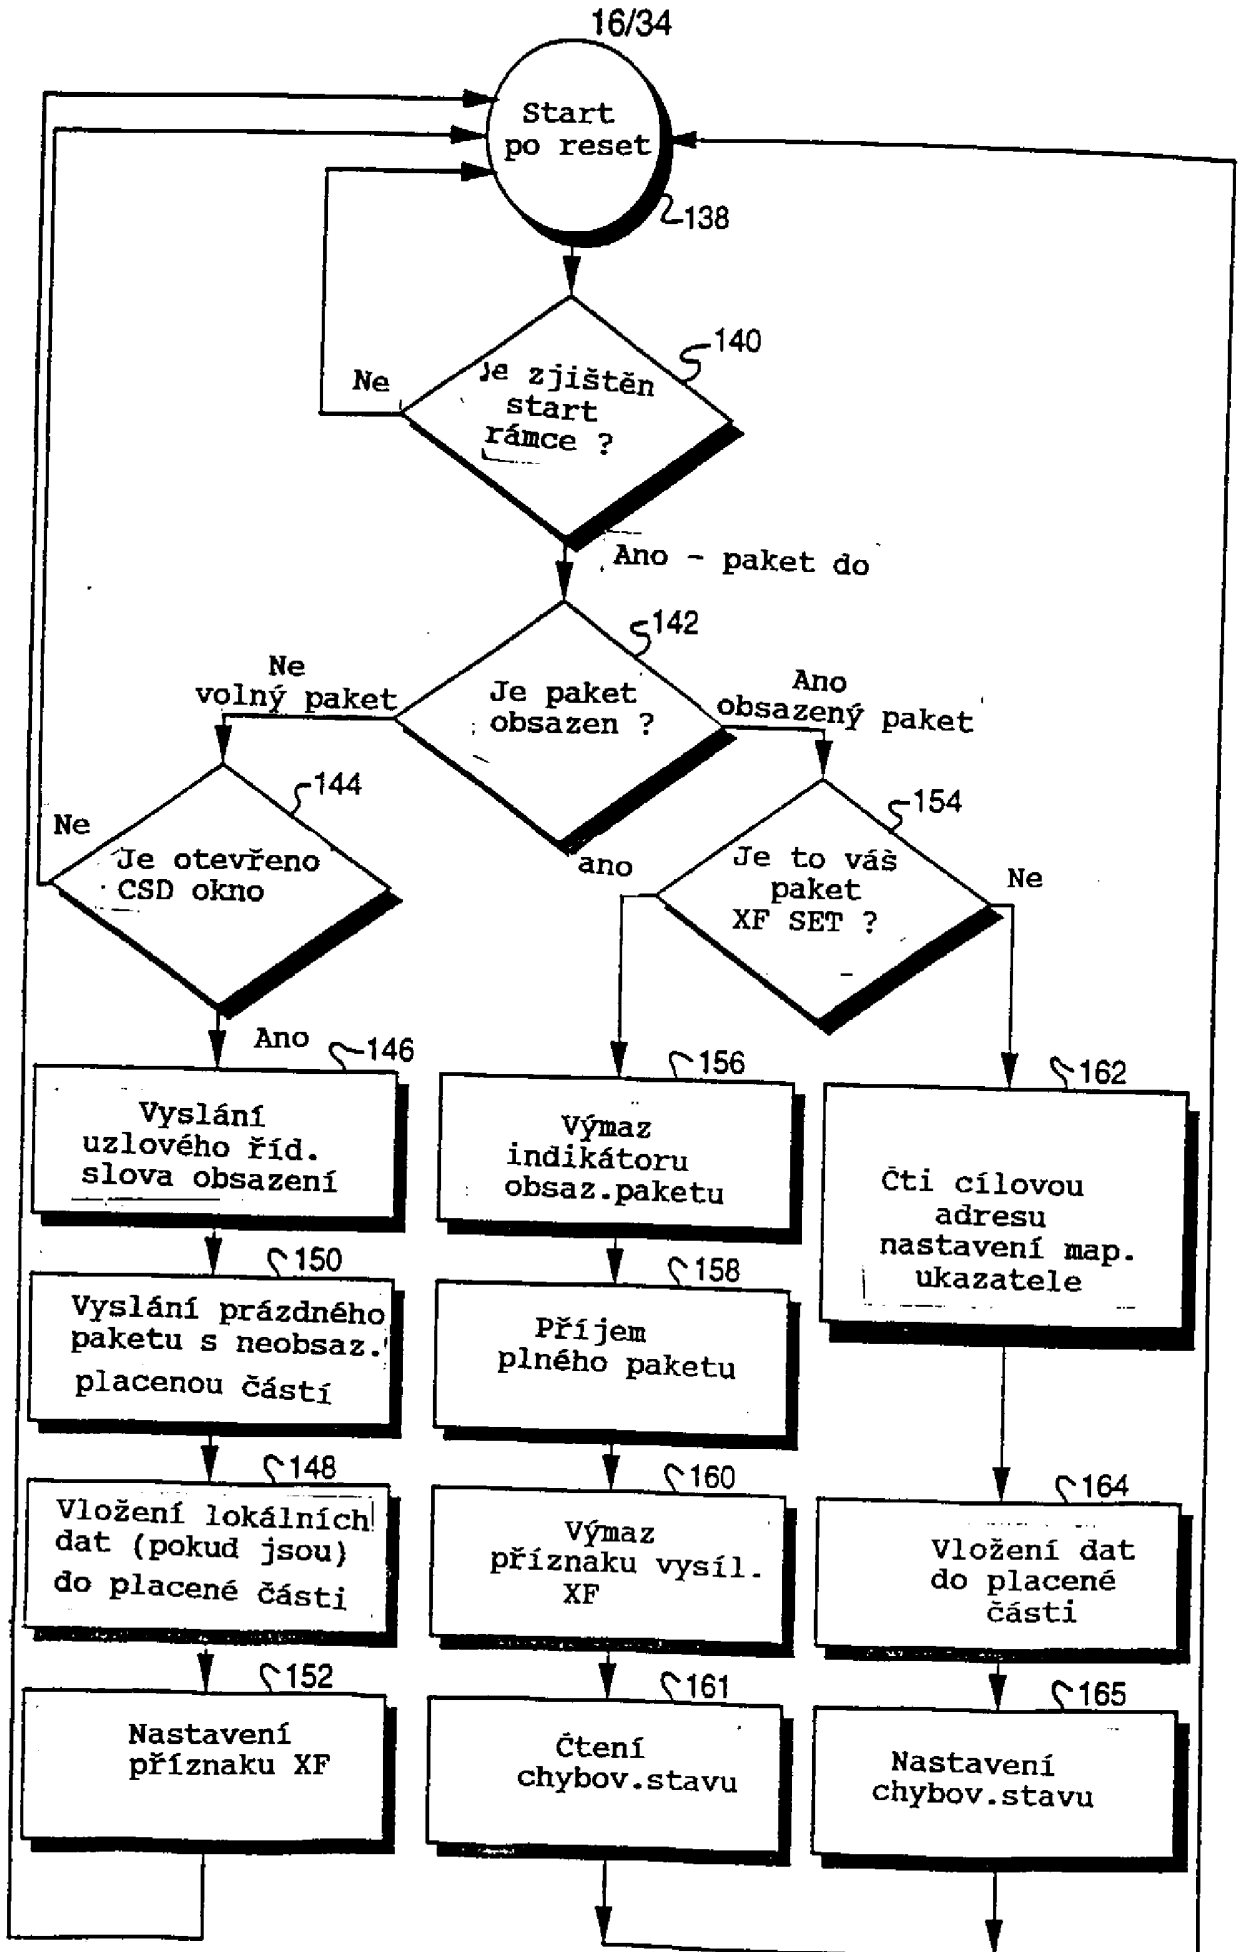 16/34
Start
po reset
138
140
Je zjištěn
start
rámce ?
Ne
Ano - paket do
142
Je paket
obsazen ?
Ne
volný paket
Ano
obsazený paket
144
Je otevřeno
CSD okno
Ne
Ano
154
Je to váš
paket
XF SET ?
ano
Ne
146
Vyslání
uzlového říd.
slova obsazení
150
Vyslání prázdného
paketu s neobsaz.
placenou částí
148
Vložení lokálních
dat (pokud jsou)
do placené části
152
Nastavení
příznaku XF
156
Výmaz
indikátoru
obsaz.paketu
158
Příjem
plného paketu
160
Výmaz
příznaku vysíl.
XF
161
Čtení
chybov.stavu
162
Čti cílovou
adresu
nastavení map.
ukazatele
164
Vložení dat
do placené
části
165
Nastavení
chybov.stavu